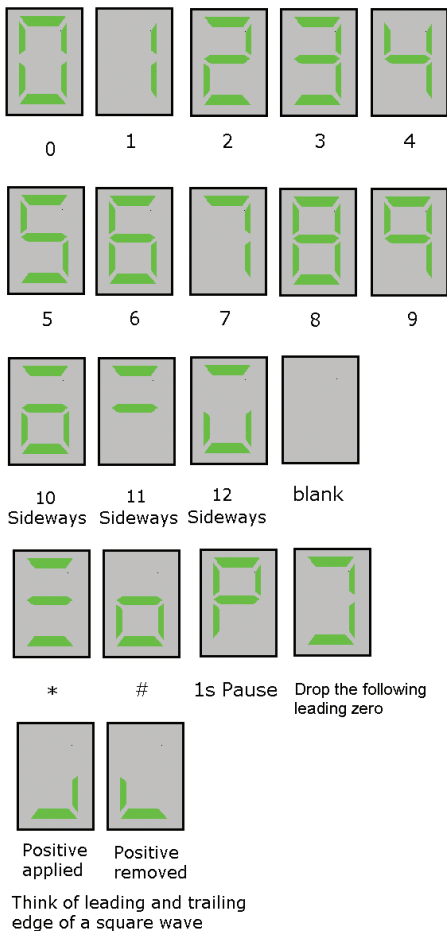 0 1 2 3 4
5 6 7 8 9
10 11 12 blank
Sideways Sideways Sideways
* # 1s Pause Drop the following
leading zero
Positive Positive
applied removed
Think of leading and trailing
edge of a square wave